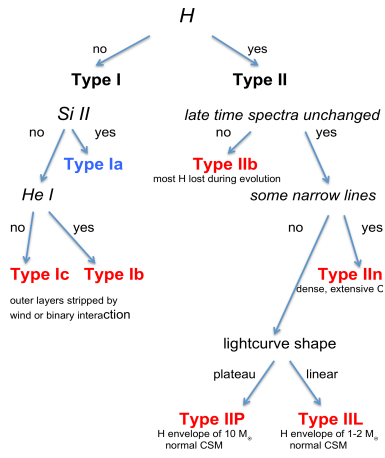 H
no
yes
Type I
Type II
Si II
late time spectra unchanged
no
yes
no
yes
Type Ia
Type IIb
most H lost during evolution
He I
some narrow lines
no
yes
no
yes
Type Ic
Type Ib
Type IIn
dense, extensive C
outer layers stripped by
wind or binary interaction
lightcurve shape
plateau
linear
Type IIP
Type IIL
H envelope of 10 M⊙
H envelope of 1-2 M⊙
normal CSM
normal CSM